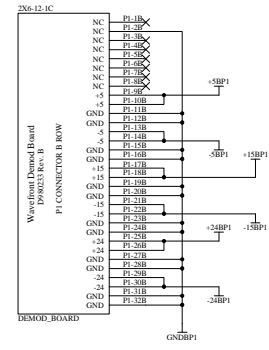 2X6-12-1C
Wavefront Demod Board
D980233 Rev. B
P1 CONNECTOR B ROW
NC P1-1B
NC P1-2B
NC P1-3B
NC P1-4B
NC P1-5B
NC P1-6B
NC P1-7B
NC P1-8B
+5 P1-9B +5BP1
+5 P1-10B
GND P1-11B
GND P1-12B
-5 P1-13B
-5 P1-14B -5BP1
GND P1-15B
GND P1-16B
+15 P1-17B +15BP1
+15 P1-18B
GND P1-19B
GND P1-20B
-15 P1-21B
-15 P1-22B -15BP1
GND P1-23B
GND P1-24B
+24 P1-25B +24BP1
+24 P1-26B
GND P1-27B
GND P1-28B
-24 P1-29B
-24 P1-30B -24BP1
GND P1-31B
GND P1-32B
DEMOD_BOARD
GNDBP1